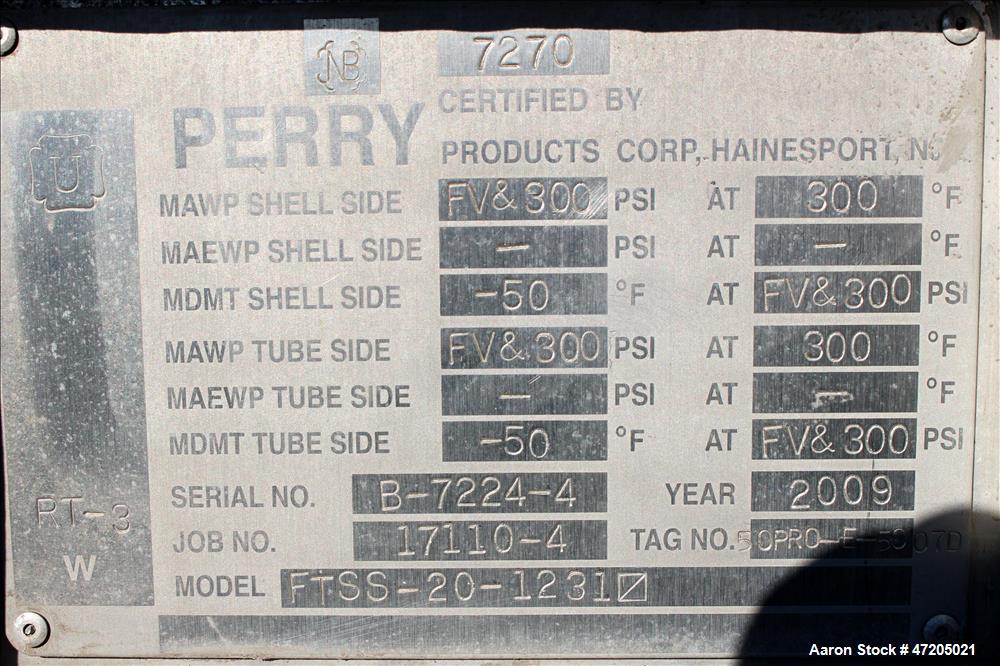 NB 7270
CERTIFIED BY
PERRY PRODUCTS CORP, HAINESPORT,
U
MAWP SHELL SIDE FV&300 PSI AT 300 °F
MAEWP SHELL SIDE — PSI AT — °F
MDMT SHELL SIDE -50 °F AT FV&300 PSI
MAWP TUBE SIDE FV&300 PSI AT 300 °F
MAEWP TUBE SIDE — PSI AT — °F
MDMT TUBE SIDE -50 °F AT FV&300 PSI
SERIAL NO. B-7224-4 YEAR 2009
RT-3
JOB NO. 17110-4 TAG NO. 50PRO-E-5007D
W
MODEL FTSS-20-1231
Aaron Stock # 47205021